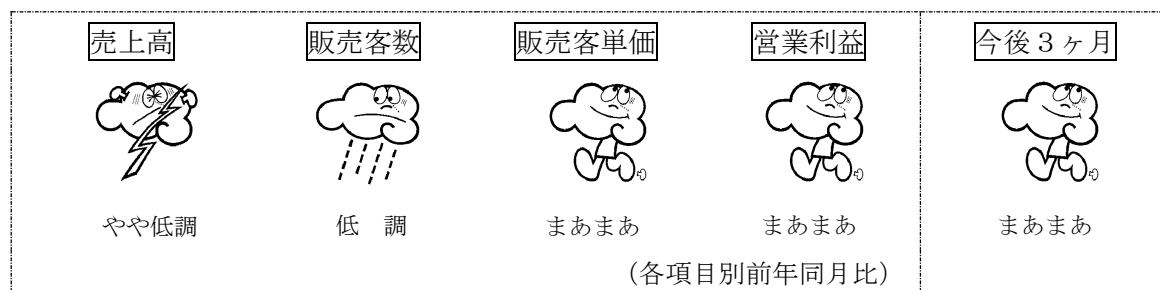 売上高 販売客数 販売客単価 営業利益 今後３ヶ月
やや低調 低　調 まあまあ まあまあ まあまあ
（各項目別前年同月比）